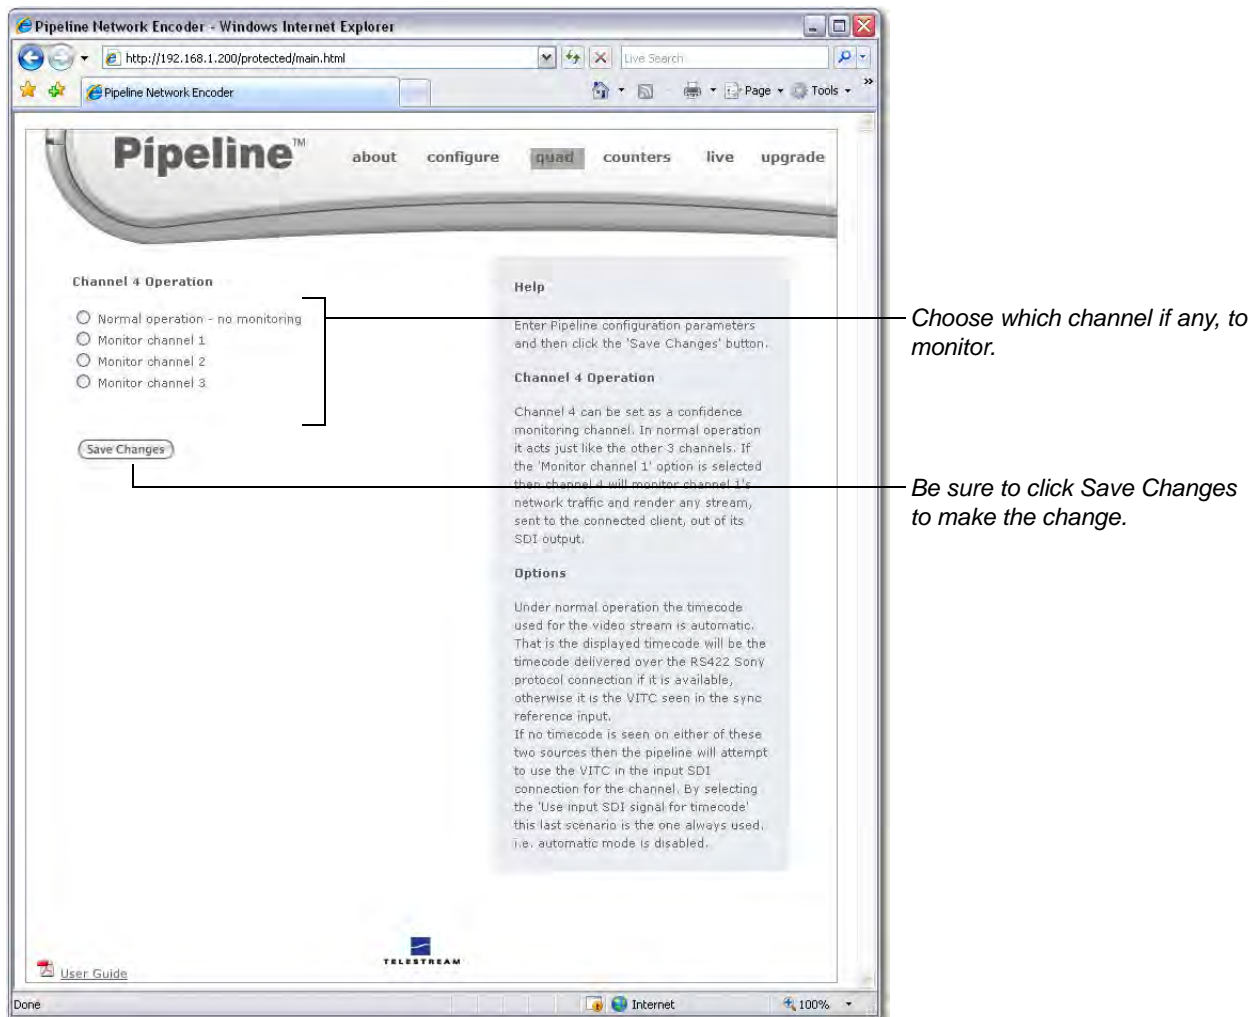 Pipeline Network Encoder - Windows Internet Explorer
http://192.168.1.200/protected/main.html
Live Search
Pipeline Network Encoder
Page
Tools
»
Pipeline™
about
configure
quad
counters
live
upgrade
Channel 4 Operation
Normal operation - no monitoring
Monitor channel 1
Monitor channel 2
Monitor channel 3
Save Changes
Help
Enter Pipeline configuration parameters
and then click the 'Save Changes' button.
Channel 4 Operation
Channel 4 can be set as a confidence
monitoring channel. In normal operation
it acts just like the other 3 channels. If
the 'Monitor channel 1' option is selected
then channel 4 will monitor channel 1's
network traffic and render any stream,
sent to the connected client, out of its
SDI output.
Options
Under normal operation the timecode
used for the video stream is automatic.
That is the displayed timecode will be the
timecode delivered over the RS422 Sony
protocol connection if it is available,
otherwise it is the VITC seen in the sync
reference input.
If no timecode is seen on either of these
two sources then the pipeline will attempt
to use the VITC in the input SDI
connection for the channel. By selecting
the 'Use input SDI signal for timecode'
this last scenario is the one always used.
i.e. automatic mode is disabled.
Choose which channel if any, to
monitor.
Be sure to click Save Changes
to make the change.
TELESTREAM
User Guide
Done
Internet
100%